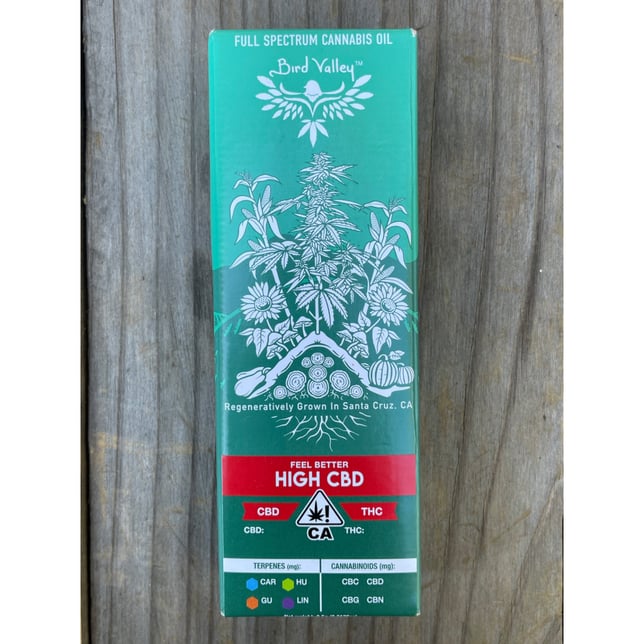 FULL SPECTRUM CANNABIS OIL
Bird Valley™
Regeneratively Grown In Santa Cruz, CA
FEEL BETTER
HIGH CBD
CBD ! THC
CBD: CA THC:
TERPENES (mg): CANNABINOIDS (mg):
CAR HU CBC CBD
GU LIN CBG CBN